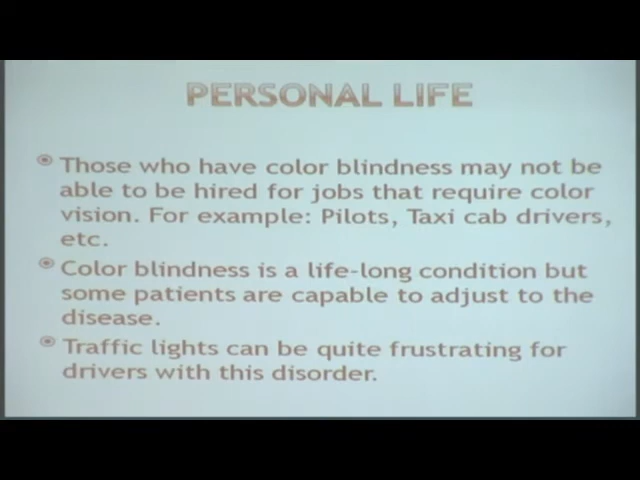 PERSONAL LIFE
Those who have color blindness may not be
able to be hired for jobs that require color
vision. For example: Pilots, Taxi cab drivers,
etc.
Color blindness is a life-long condition but
some patients are capable to adjust to the
disease.
Traffic lights can be quite frustrating for
drivers with this disorder.